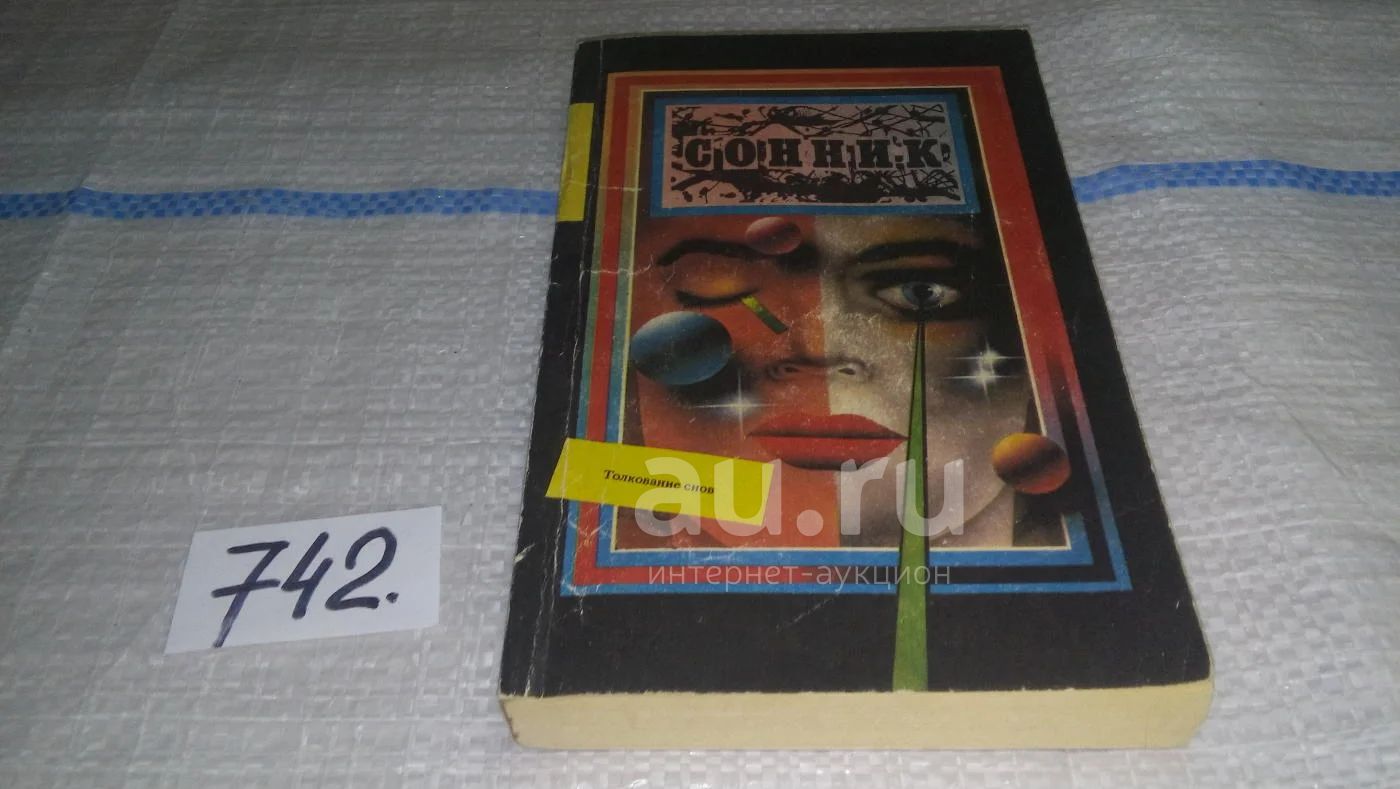 СОННИК
Толкование снов
742.
au.ru
интернет-аукцион